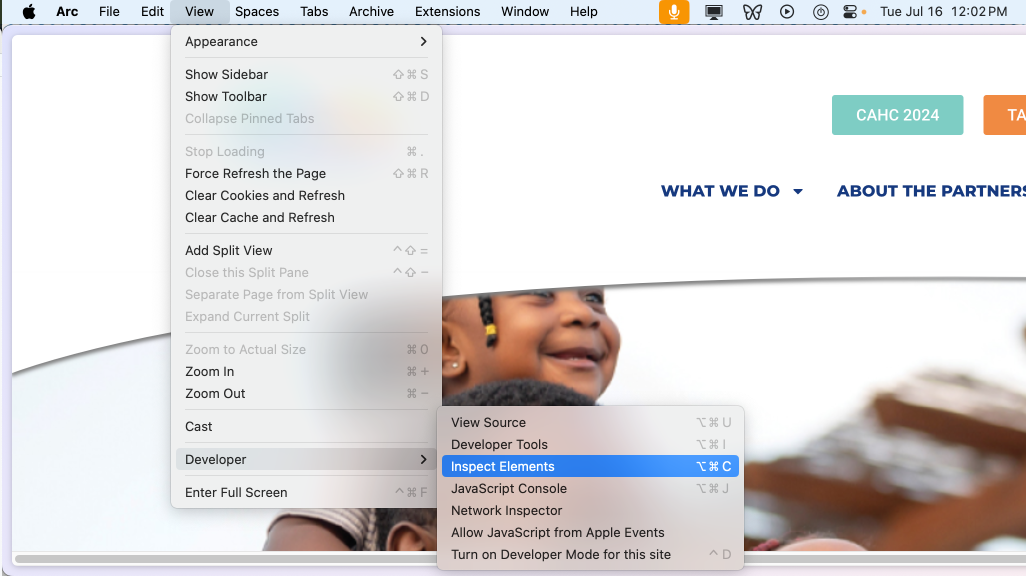 Arc File Edit View Spaces Tabs Archive Extensions Window Help Tue Jul 16 12:02 PM
Appearance
Show Sidebar ⇧⌘S
Show Toolbar ⇧⌘D
Collapse Pinned Tabs
Stop Loading ⌘.
Force Refresh the Page ⇧⌘R
Clear Cookies and Refresh
Clear Cache and Refresh
Add Split View ^⇧=
Close this Split Pane ^⇧−
Separate Page from Split View
Expand Current Split
Zoom to Actual Size ⌘0
Zoom In ⌘+
Zoom Out ⌘−
Cast
Developer
Enter Full Screen ^⌘F
View Source ⌥⌘U
Developer Tools ⌥⌘I
Inspect Elements ⌥⌘C
JavaScript Console ⌥⌘J
Network Inspector
Allow JavaScript from Apple Events
Turn on Developer Mode for this site ^D
CAHC 2024 TA
WHAT WE DO ABOUT THE PARTNERS